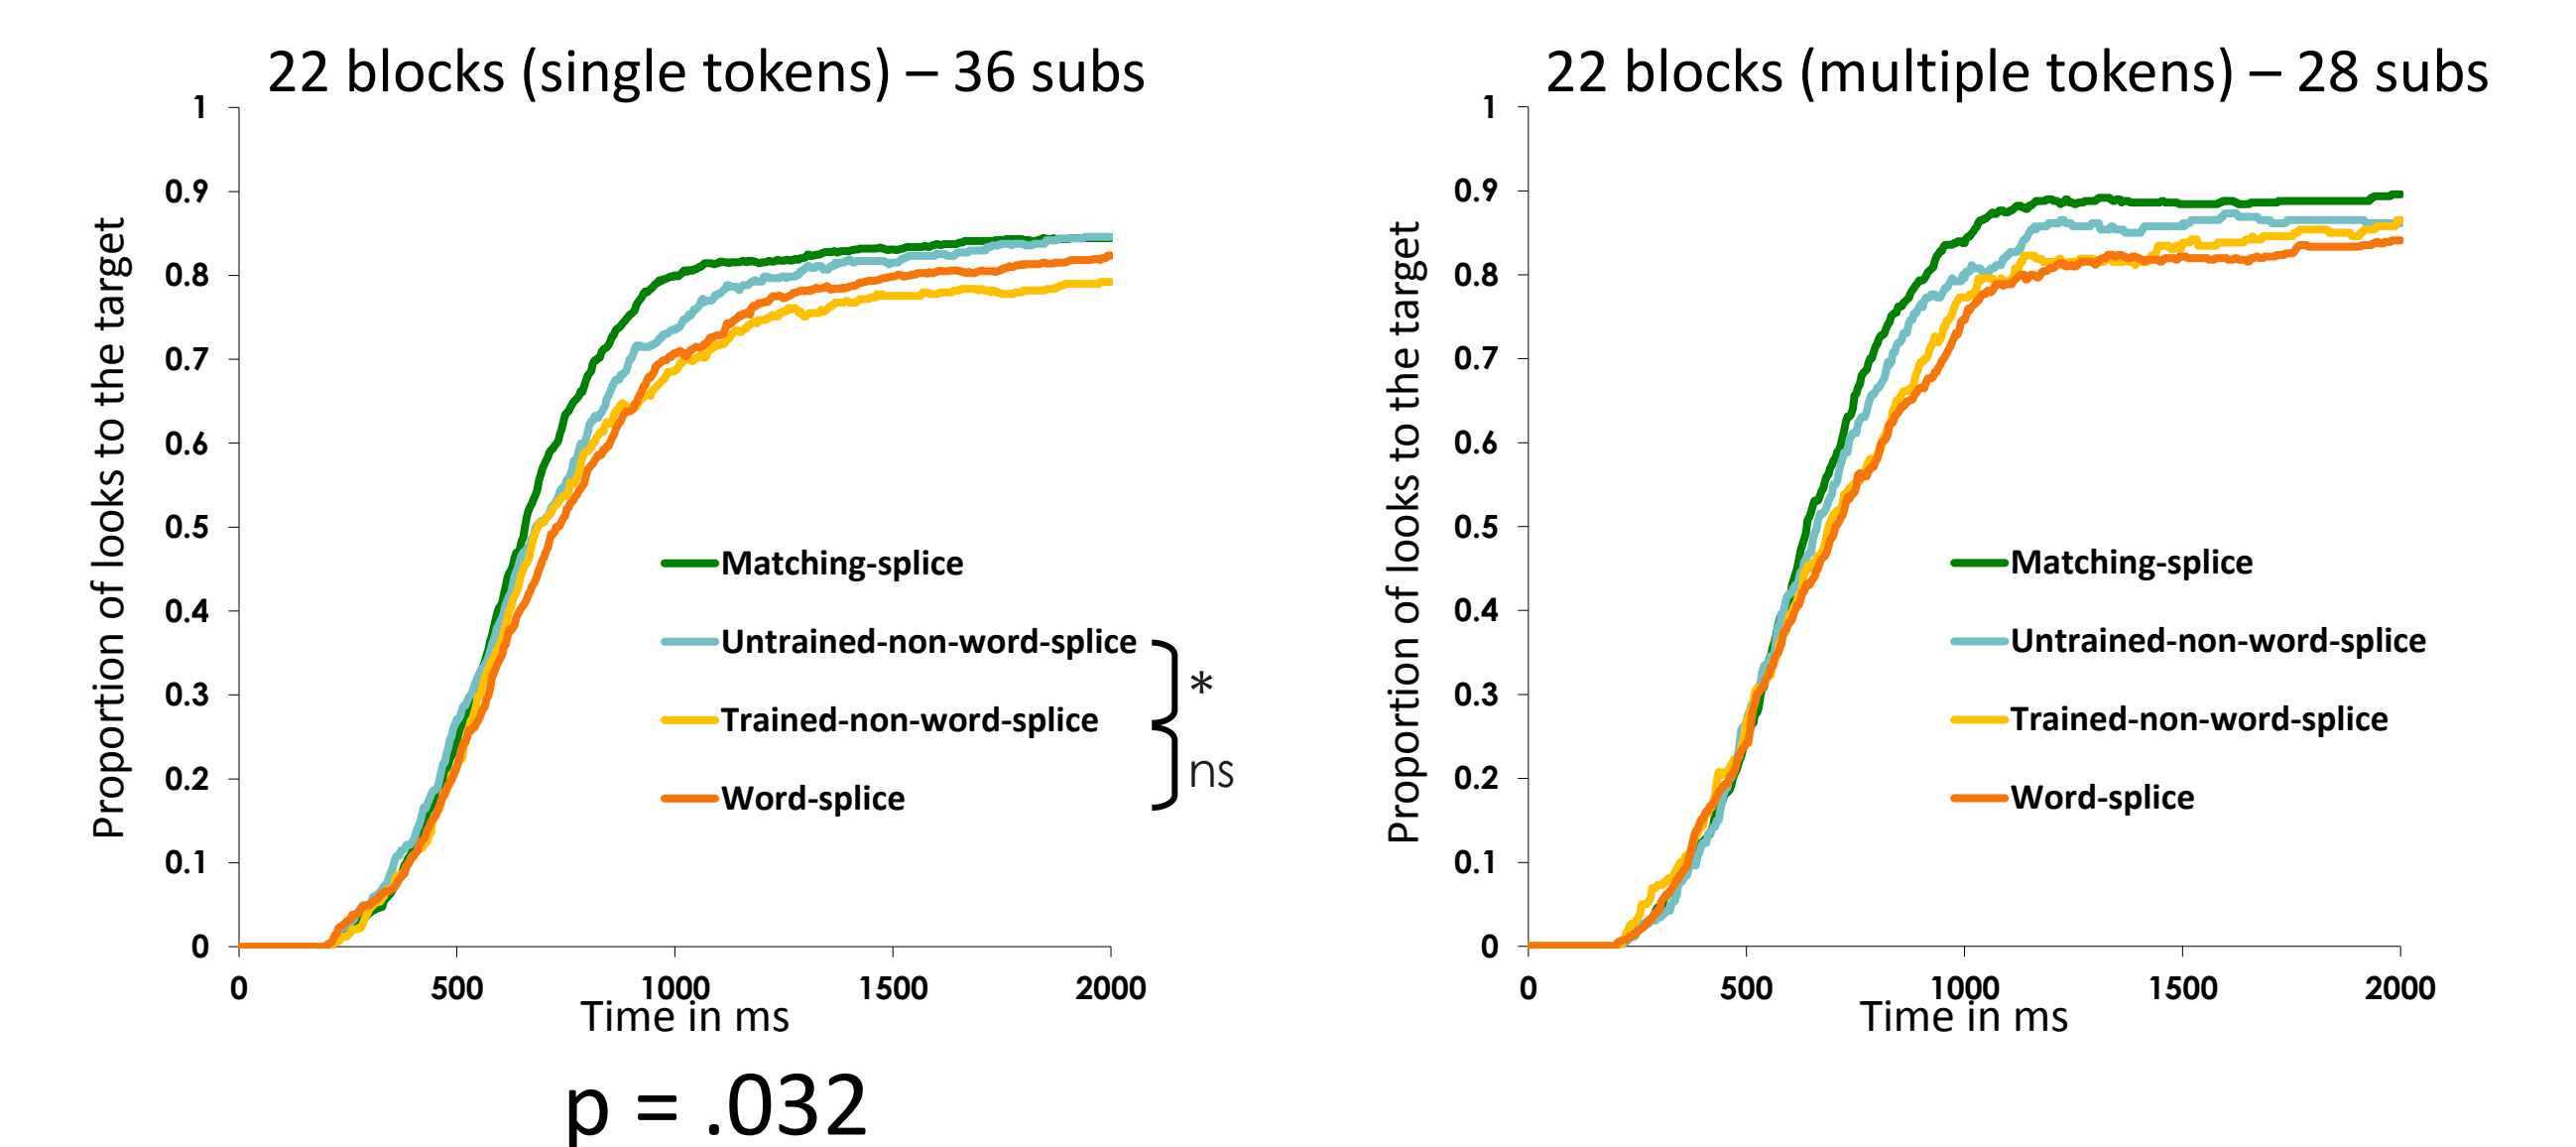 22 blocks (single tokens) – 36 subs
1
0.9
0.8
0.7
0.6
0.5
0.4
0.3
0.2
0.1
0
Proportion of looks to the target
Matching-splice
Untrained-non-word-splice
*
Trained-non-word-splice
ns
Word-splice
0 500 1000 1500 2000
Time in ms
p = .032
22 blocks (multiple tokens) – 28 subs
1
0.9
0.8
0.7
0.6
0.5
0.4
0.3
0.2
0.1
0
Proportion of looks to the target
Matching-splice
Untrained-non-word-splice
Trained-non-word-splice
Word-splice
0 500 1000 1500 2000
Time in ms